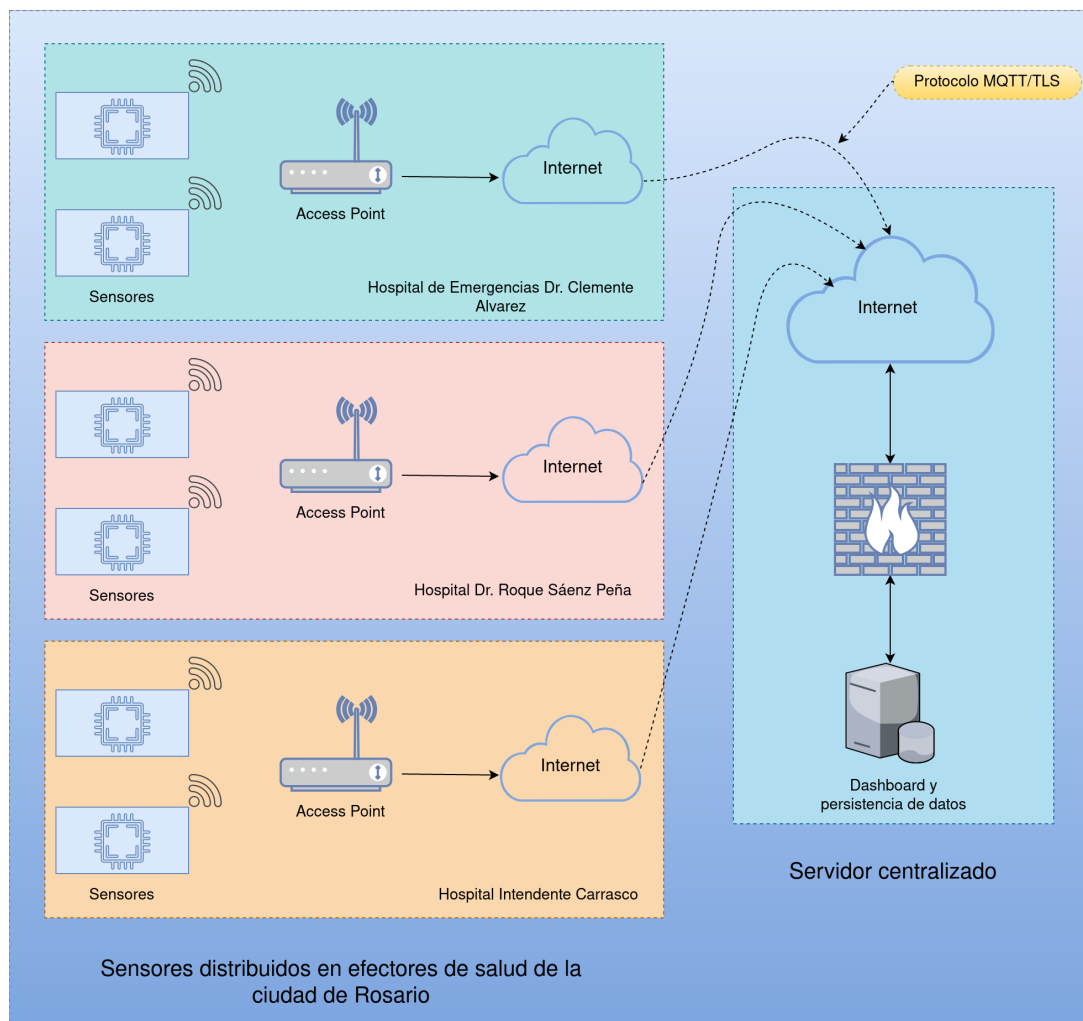 Protocolo MQTT/TLS
Internet
Access Point
Sensores
Hospital de Emergencias Dr. Clemente
Alvarez
Internet
Access Point
Sensores
Hospital Dr. Roque Sáenz Peña
Internet
Access Point
Sensores
Hospital Intendente Carrasco
Sensores distribuidos en efectores de salud de la
ciudad de Rosario
Internet
Dashboard y
persistencia de datos
Servidor centralizado